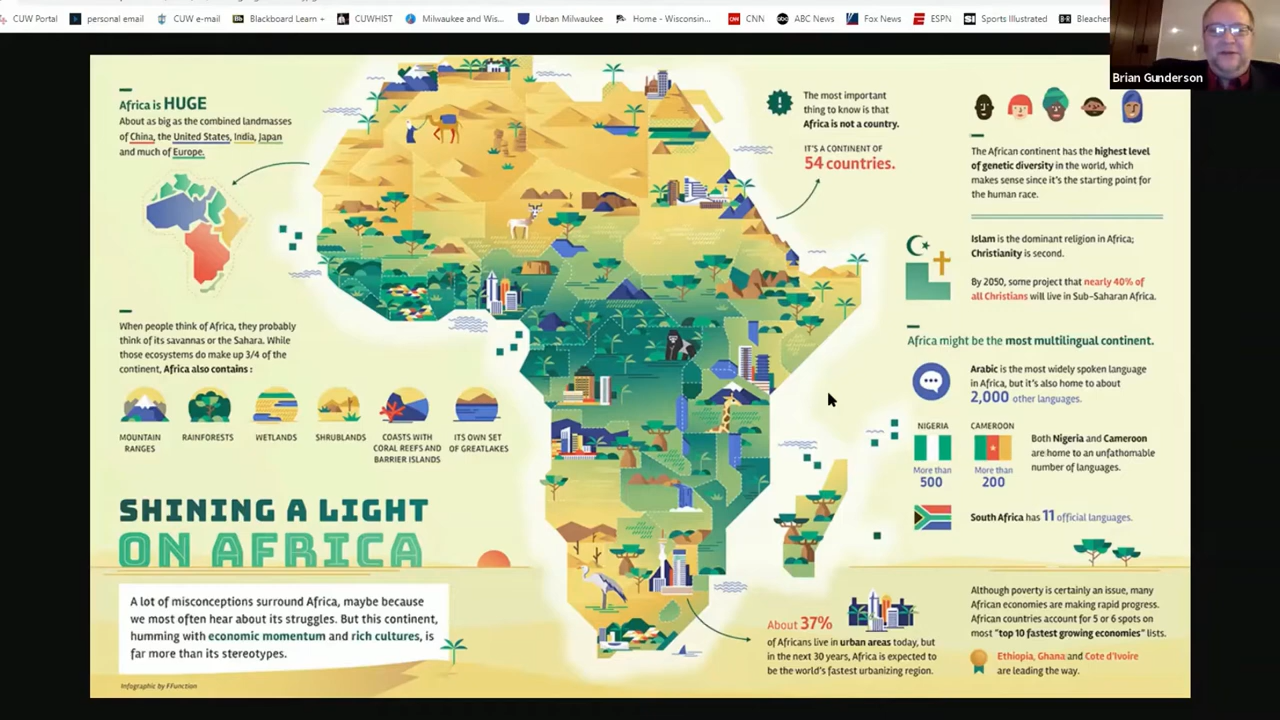 CUW Portal
personal email
CUW e-mail
Blackboard Learn +
CUWHIST
Milwaukee and Wis...
Urban Milwaukee
Home - Wisconsin...
CNN
ABC News
Fox News
ESPN
Sports Illustrated
Bleacher
Brian Gunderson
Africa is HUGE
About as big as the combined landmasses
of China, the United States, India, Japan
and much of Europe.
When people think of Africa, they probably
think of its savannas or the Sahara. While
those ecosystems do make up 3/4 of the
continent, Africa also contains :
MOUNTAIN
RANGES
RAINFORESTS
WETLANDS
SHRUBLANDS
COASTS WITH
CORAL REEFS AND
BARRIER ISLANDS
ITS OWN SET
OF GREATLAKES
SHINING A LIGHT
ON AFRICA
A lot of misconceptions surround Africa, maybe because
we most often hear about its struggles. But this continent,
humming with economic momentum and rich cultures, is
far more than its stereotypes.
Infographic by FFunction
The most important
thing to know is that
Africa is not a country.
IT'S A CONTINENT OF
54 countries.
The African continent has the highest level
of genetic diversity in the world, which
makes sense since it's the starting point for
the human race.
Islam is the dominant religion in Africa;
Christianity is second.
By 2050, some project that nearly 40% of
all Christians will live in Sub-Saharan Africa.
Africa might be the most multilingual continent.
Arabic is the most widely spoken language
in Africa, but it's also home to about
2,000 other languages.
NIGERIA
More than
500
CAMEROON
More than
200
Both Nigeria and Cameroon
are home to an unfathomable
number of languages.
South Africa has 11 official languages.
About 37%
of Africans live in urban areas today, but
in the next 30 years, Africa is expected to
be the world's fastest urbanizing region.
Although poverty is certainly an issue, many
African economies are making rapid progress.
African countries account for 5 or 6 spots on
most "top 10 fastest growing economies" lists.
Ethiopia, Ghana and Cote d'Ivoire
are leading the way.